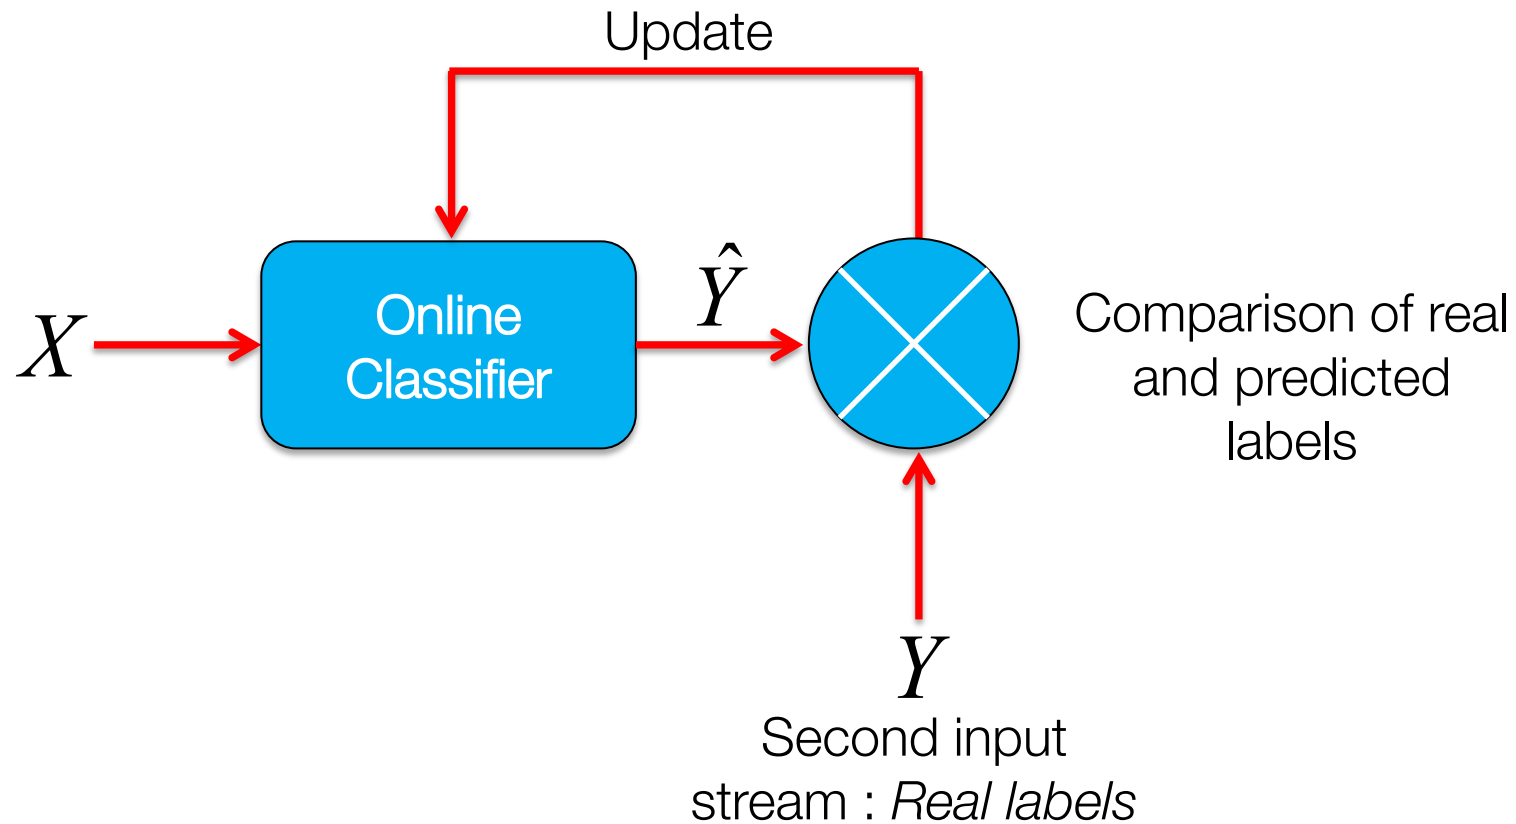 Update
X
Online
Classifier
Ŷ
Comparison of real
and predicted
labels
Y
Second input
stream : Real labels